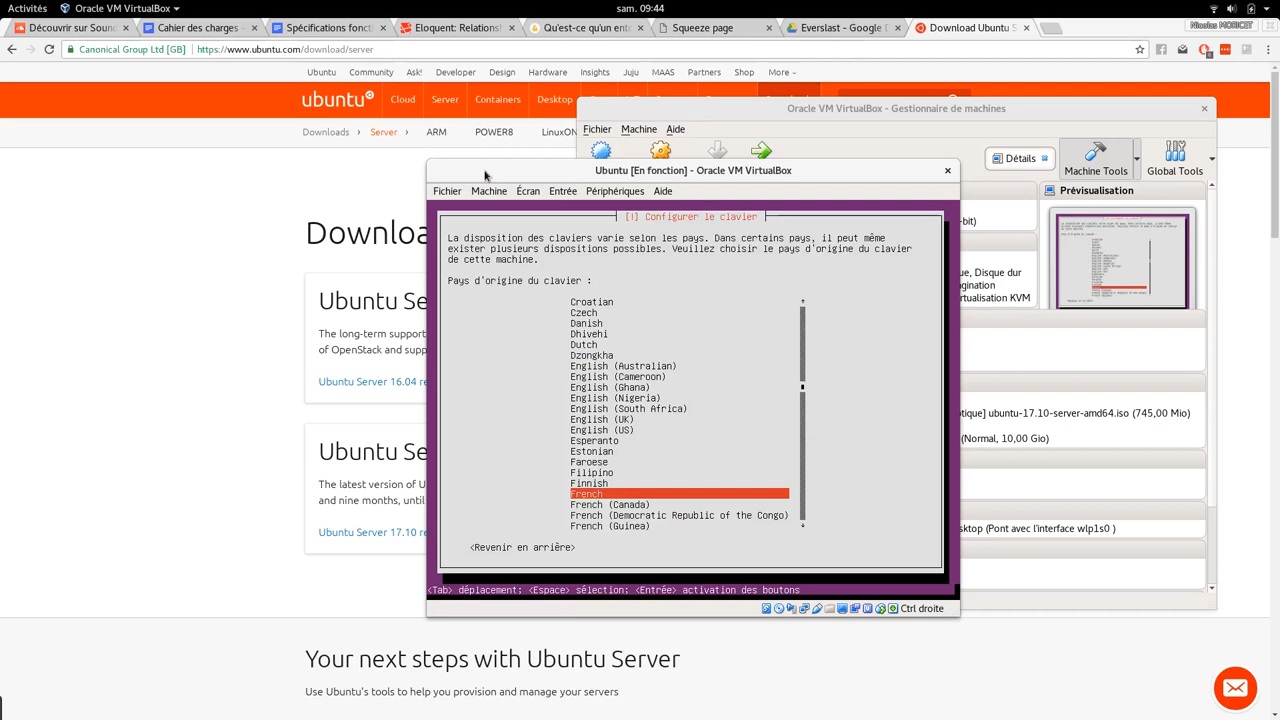 Activités Oracle VM VirtualBox sam. 09:44
Découvrir sur Cahier des charges Spécifications foncti Eloquent: Relationsh Qu'est-ce qu'un ent Squeeze page Everslast - Google D Download Ubuntu S Nicolas MORICET
Canonical Group Ltd [GB] https://www.ubuntu.com/download/server
Ubuntu Community Ask! Developer Design Hardware Insights Juju MAAS Partners Shop More
ubuntu Cloud Server Containers Desktop
Oracle VM VirtualBox - Gestionnaire de machines
Downloads Server ARM POWER8 LinuxON
Fichier Machine Aide
Détails Machine Tools Global Tools
Ubuntu [En fonction] - Oracle VM VirtualBox
Fichier Machine Écran Entrée Périphériques Aide
Prévisualisation
-bit)
[!] Configurer le clavier
La disposition des claviers varie selon les pays. Dans certains pays, il peut même
exister plusieurs dispositions possibles. Veuillez choisir le pays d'origine du clavier
de cette machine.
Pays d'origine du clavier :
Croatian
Czech
Danish
Dhivehi
Dutch
Dzongkha
English (Australian)
English (Cameroon)
English (Ghana)
English (Nigeria)
English (South Africa)
English (UK)
English (US)
Esperanto
Estonian
Faroese
Filipino
Finnish
French
French (Canada)
French (Democratic Republic of the Congo)
French (Guinea)
<Revenir en arrière>
<Tab> déplacement; <Espace> sélection; <Entrée> activation des boutons
Ctrl droite
que, Disque dur
agination
irtualisation KVM
ptique] ubuntu-17.10-server-amd64.iso (745,00 Mio)
(Normal, 10,00 Gio)
sktop (Pont avec l'interface wlp1s0 )
Downloa
Ubuntu Se
The long-term support
of OpenStack and supp
Ubuntu Server 16.04 re
Ubuntu Se
The latest version of U
and nine months, until
Ubuntu Server 17.10 re
Your next steps with Ubuntu Server
Use Ubuntu's tools to help you provision and manage your servers